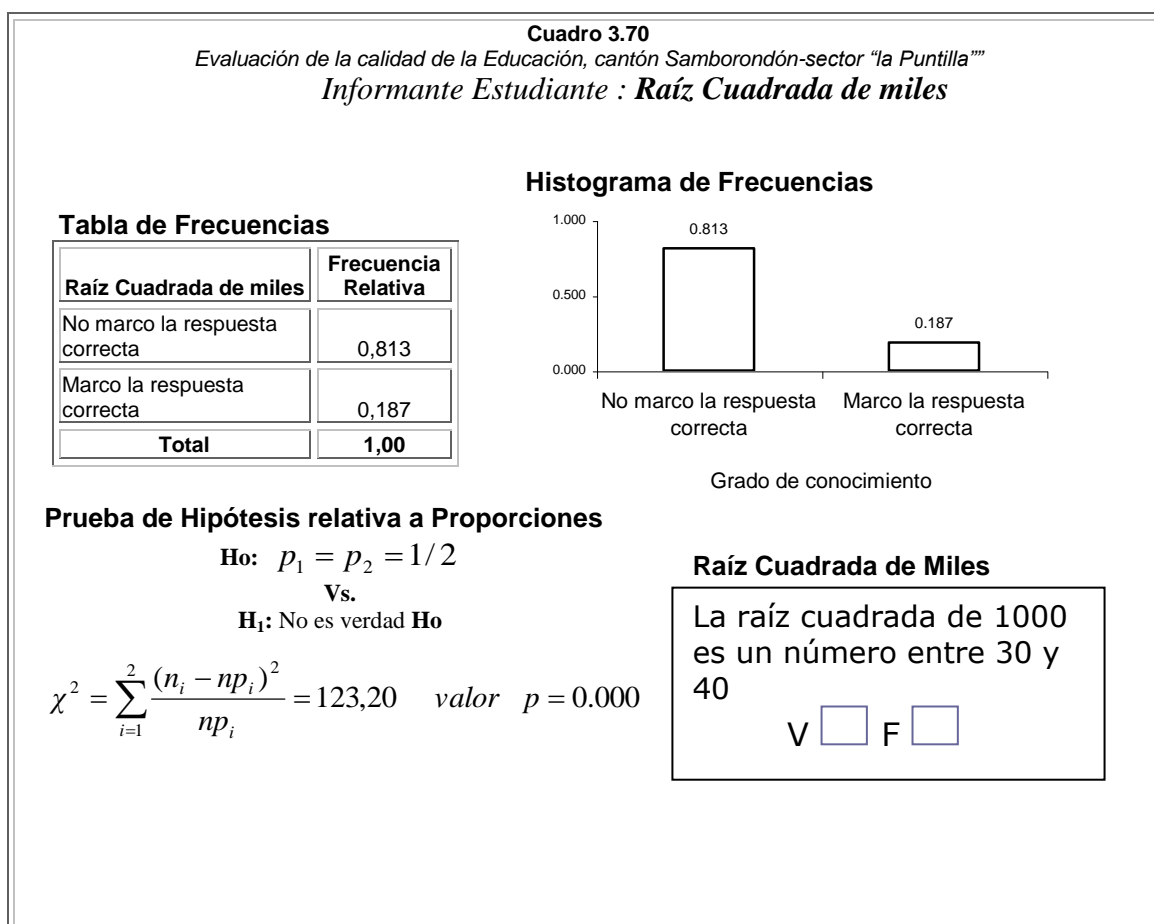 Cuadro 3.70
Evaluación de la calidad de la Educación, cantón Samborondón-sector “la Puntilla””
Informante Estudiante : Raíz Cuadrada de miles
Histograma de Frecuencias
Tabla de Frecuencias
Raíz Cuadrada de miles Frecuencia Relativa
No marco la respuesta correcta 0,813
Marco la respuesta correcta 0,187
Total 1,00
1.000
0.500
0.000
0.813
0.187
No marco la respuesta correcta
Marco la respuesta correcta
Grado de conocimiento
Prueba de Hipótesis relativa a Proporciones
Ho: p₁ = p₂ = 1/2
Vs.
H₁: No es verdad Ho
χ² = ∑_{i=1}^{2} (n_i − np_i)² / np_i = 123,20 valor p = 0.000
Raíz Cuadrada de Miles
La raíz cuadrada de 1000
es un número entre 30 y
40
V F